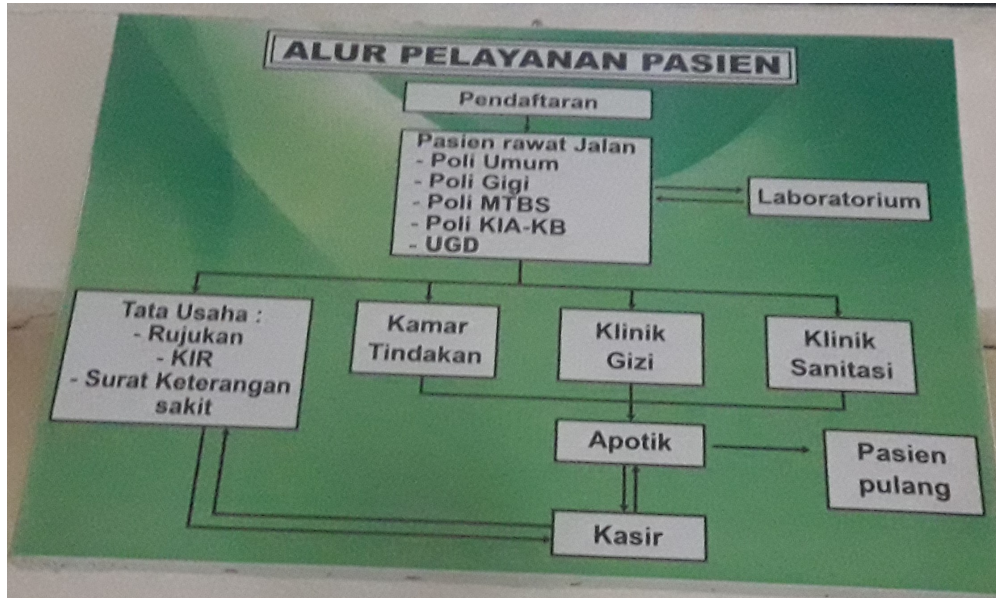 ALUR PELAYANAN PASIEN
Pendaftaran
Pasien rawat Jalan
- Poli Umum
- Poli Gigi
- Poli MTBS
- Poli KIA-KB
- UGD
Laboratorium
Tata Usaha :
- Rujukan
- KIR
- Surat Keterangan
sakit
Kamar
Tindakan
Klinik
Gizi
Klinik
Sanitasi
Apotik
Pasien
pulang
Kasir